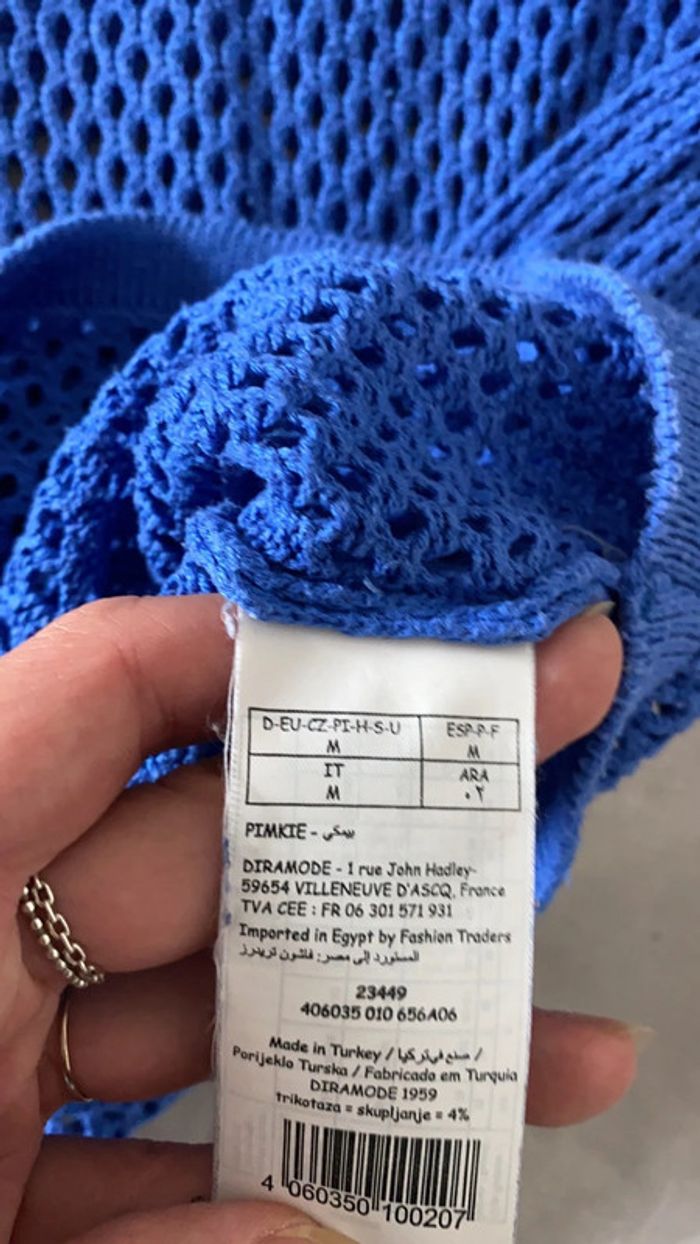 D-EU-CZ-PI-H-S-U ESP-P-F
M M
IT ARA
M ٠٢
PIMKIE - بيمكي
DIRAMODE - 1 rue John Hadley-
59654 VILLENEUVE D'ASCQ, France
TVA CEE : FR 06 301 571 931
Imported in Egypt by Fashion Traders
المستورد إلى مصر: فاشون تريدرز
23449
406035 010 656A06
Made in Turkey / صنع في تركيا /
Porijeklo Turska / Fabricado em Turquia
DIRAMODE 1959
trikotaza = skupljanje = 4%
4 060350 100207